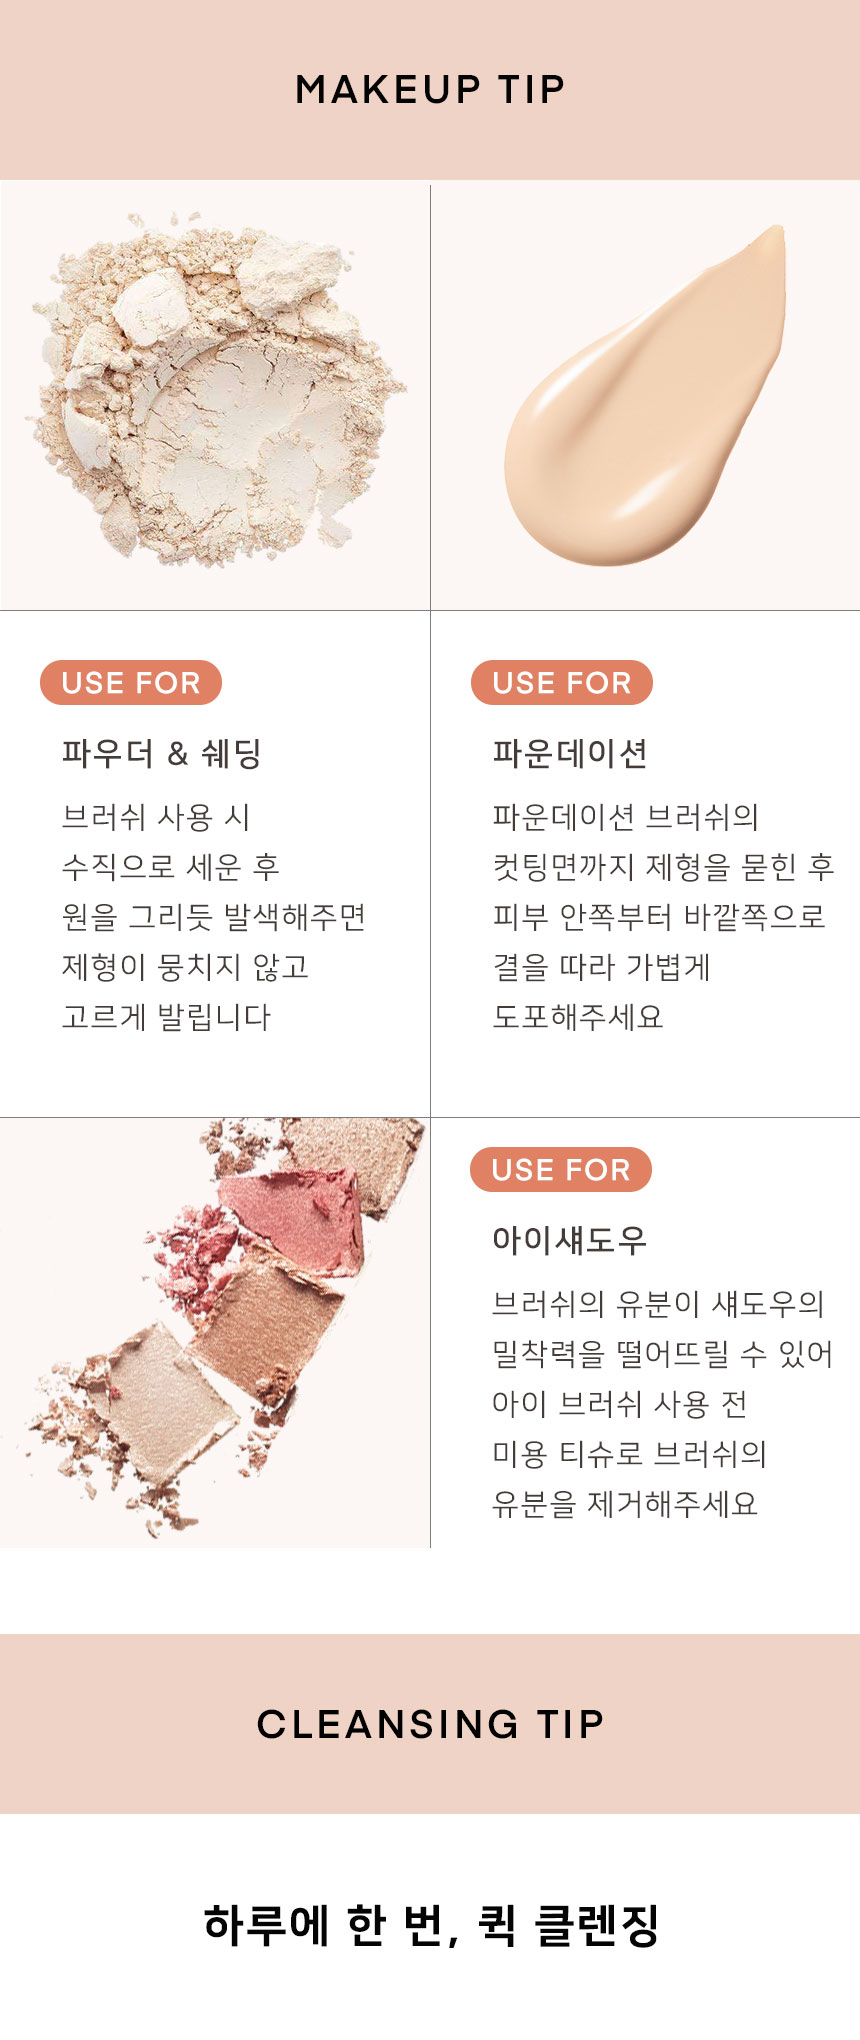 MAKEUP TIP
USE FOR
파우더 & 쉐딩
브러쉬 사용 시
수직으로 세운 후
원을 그리듯 발색해주면
제형이 뭉치지 않고
고르게 발립니다
USE FOR
파운데이션
파운데이션 브러쉬의
컷팅면까지 제형을 묻힌 후
피부 안쪽부터 바깥쪽으로
결을 따라 가볍게
도포해주세요
USE FOR
아이섀도우
브러쉬의 유분이 섀도우의
밀착력을 떨어뜨릴 수 있어
아이 브러쉬 사용 전
미용 티슈로 브러쉬의
유분을 제거해주세요
CLEANSING TIP
하루에 한 번, 퀵 클렌징